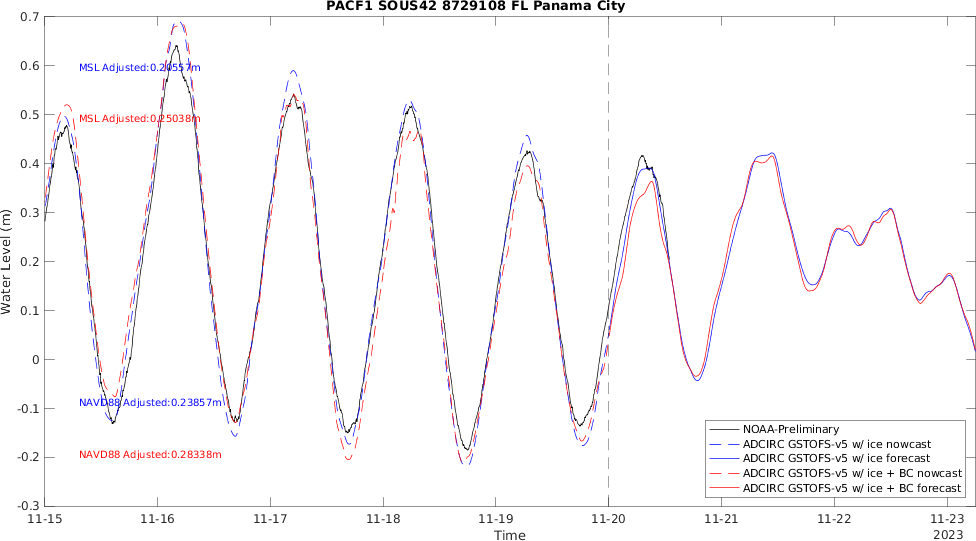 PACF1 SOUS42 8729108 FL Panama City
0.7
0.6
0.5
0.4
0.3
0.2
0.1
0
-0.1
-0.2
-0.3
Water Level (m)
MSL Adjusted:0.20557m
MSL Adjusted:0.25038m
NAVD88 Adjusted:0.23857m
NAVD88 Adjusted:0.28338m
NOAA-Preliminary
ADCIRC GSTOFS-v5 w/ ice nowcast
ADCIRC GSTOFS-v5 w/ ice forecast
ADCIRC GSTOFS-v5 w/ ice + BC nowcast
ADCIRC GSTOFS-v5 w/ ice + BC forecast
11-15 11-16 11-17 11-18 11-19 11-20 11-21 11-22 11-23
Time
2023